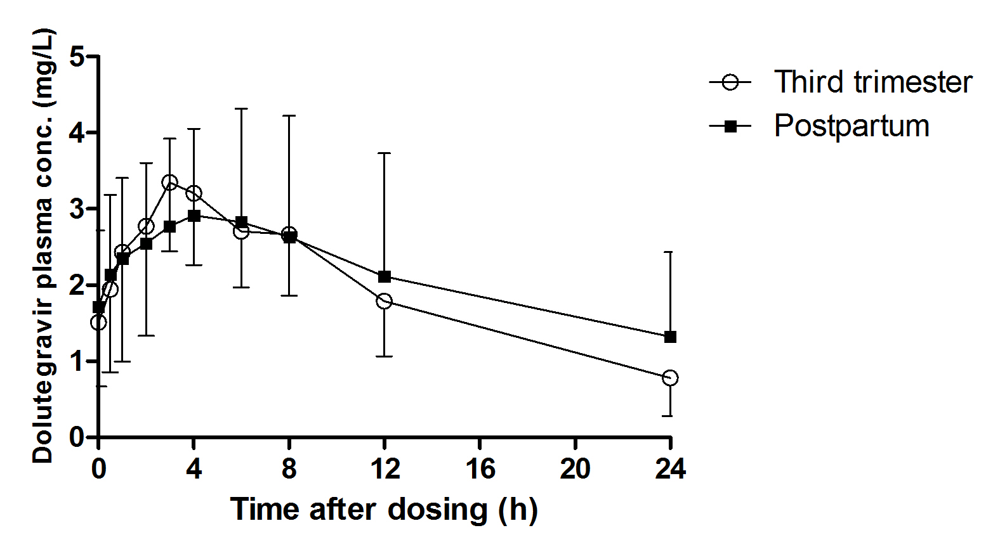 Dolutegravir plasma conc. (mg/L)
5
4
3
2
1
0
0 4 8 12 16 20 24
Time after dosing (h)
Third trimester
Postpartum